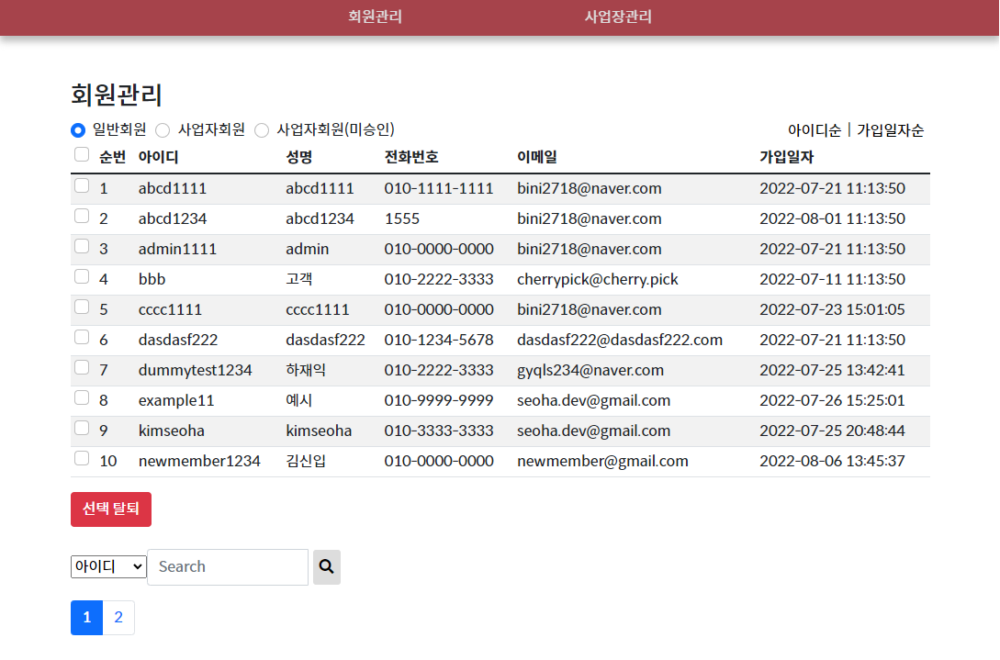 회원관리 사업장관리
회원관리
일반회원 사업자회원 사업자회원(미승인) 아이디순 | 가입일자순
순번 아이디 성명 전화번호 이메일 가입일자
1 abcd1111 abcd1111 010-1111-1111 bini2718@naver.com 2022-07-21 11:13:50
2 abcd1234 abcd1234 1555 bini2718@naver.com 2022-08-01 11:13:50
3 admin1111 admin 010-0000-0000 bini2718@naver.com 2022-07-21 11:13:50
4 bbb 고객 010-2222-3333 cherrypick@cherry.pick 2022-07-11 11:13:50
5 cccc1111 cccc1111 010-0000-0000 bini2718@naver.com 2022-07-23 15:01:05
6 dasdasf222 dasdasf222 010-1234-5678 dasdasf222@dasdasf222.com 2022-07-21 11:13:50
7 dummytest1234 하재익 010-2222-3333 gyqls234@naver.com 2022-07-25 13:42:41
8 example11 예시 010-9999-9999 seoha.dev@gmail.com 2022-07-26 15:25:01
9 kimseoha kimseoha 010-3333-3333 seoha.dev@gmail.com 2022-07-25 20:48:44
10 newmember1234 김신입 010-0000-0000 newmember@gmail.com 2022-08-06 13:45:37
선택 탈퇴
아이디 Search
1 2